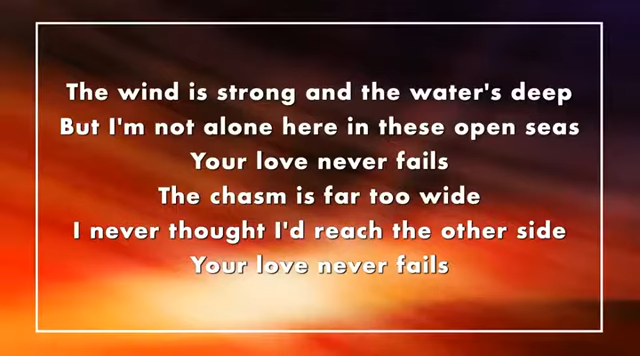 The wind is strong and the water's deep
But I'm not alone here in these open seas
Your love never fails
The chasm is far too wide
I never thought I'd reach the other side
Your love never fails